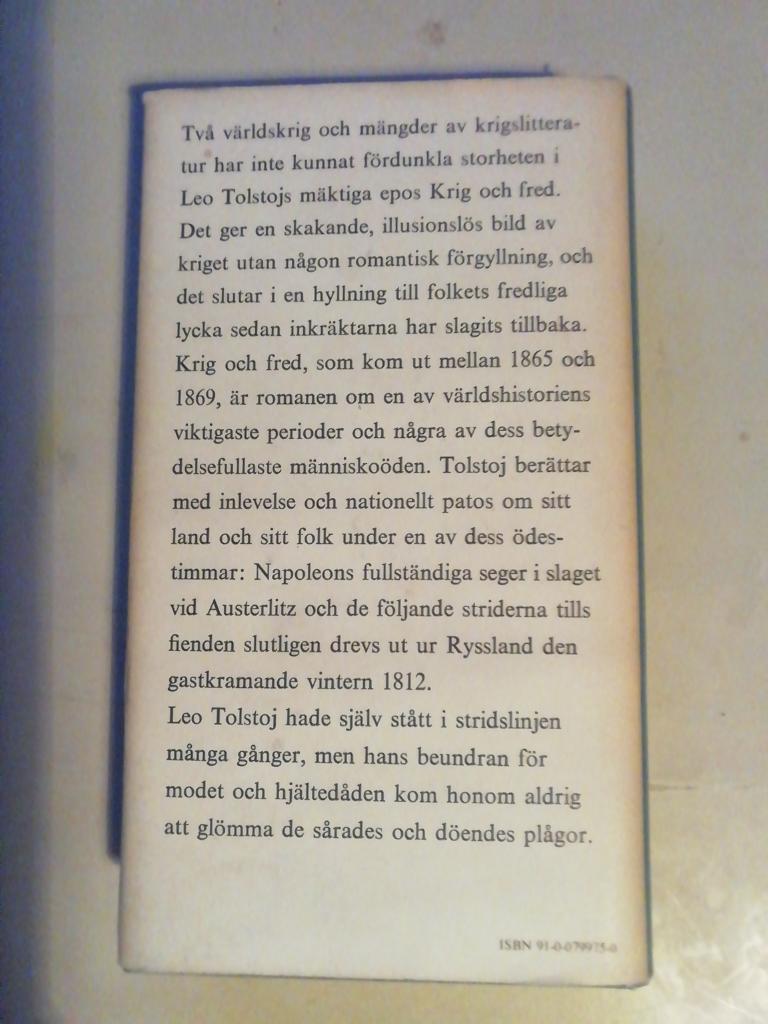 Två världskrig och mängder av krigslittera-
tur har inte kunnat fördunkla storheten i
Leo Tolstojs mäktiga epos Krig och fred.
Det ger en skakande, illusionslös bild av
kriget utan någon romantisk förgyllning, och
det slutar i en hyllning till folkets fredliga
lycka sedan inkräktarna har slagits tillbaka.
Krig och fred, som kom ut mellan 1865 och
1869, är romanen om en av världshistoriens
viktigaste perioder och några av dess bety-
delsefullaste människoöden. Tolstoj berättar
med inlevelse och nationellt patos om sitt
land och sitt folk under en av dess ödes-
timmar: Napoleons fullständiga seger i slaget
vid Austerlitz och de följande striderna tills
fienden slutligen drevs ut ur Ryssland den
gastkramande vintern 1812.
Leo Tolstoj hade själv stått i stridslinjen
många gånger, men hans beundran för
modet och hjältedåden kom honom aldrig
att glömma de sårades och döendes plågor.
ISBN